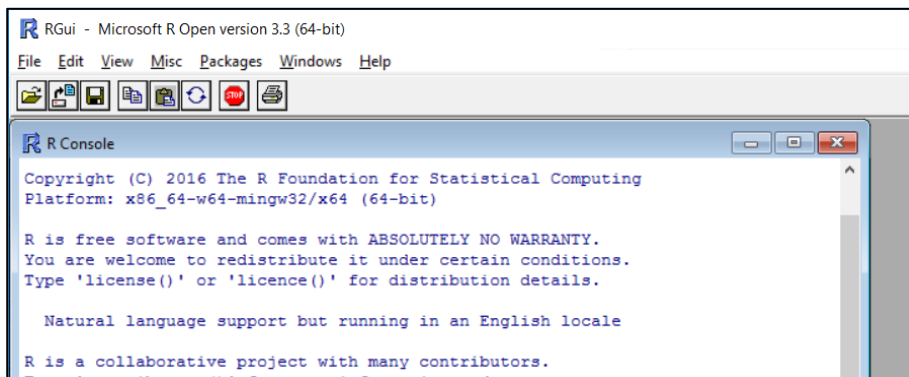 RGui - Microsoft R Open version 3.3 (64-bit)
File Edit View Misc Packages Windows Help
STOP
R Console
Copyright (C) 2016 The R Foundation for Statistical Computing
Platform: x86_64-w64-mingw32/x64 (64-bit)
R is free software and comes with ABSOLUTELY NO WARRANTY.
You are welcome to redistribute it under certain conditions.
Type 'license()' or 'licence()' for distribution details.
Natural language support but running in an English locale
R is a collaborative project with many contributors.